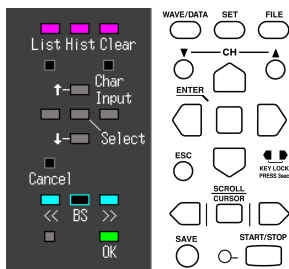 List Hist Clear
Char
Input
↑
Select
↓
Cancel
<< BS >>
OK
WAVE/DATA SET FILE
▼ CH ▲
ENTER
ESC
KEY LOCK
PRESS 3sec
SCROLL
CURSOR
SAVE START/STOP